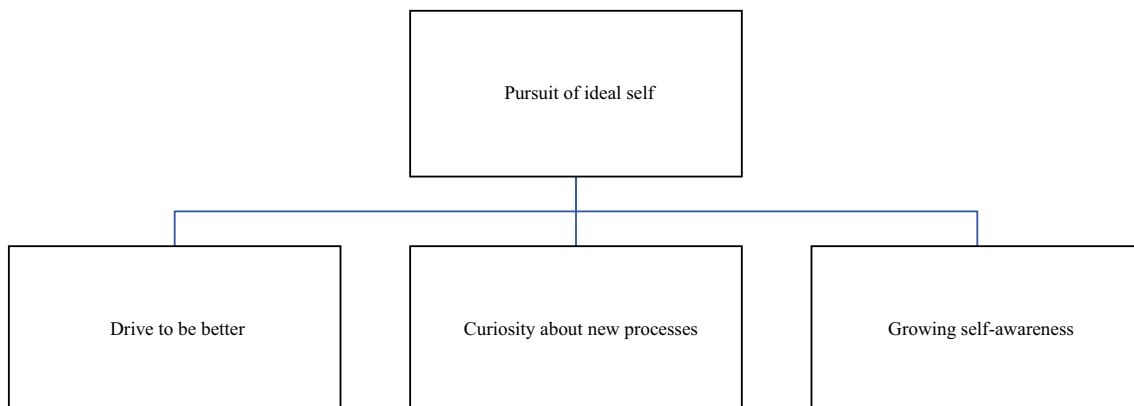 Pursuit of ideal self
Drive to be better
Curiosity about new processes
Growing self-awareness